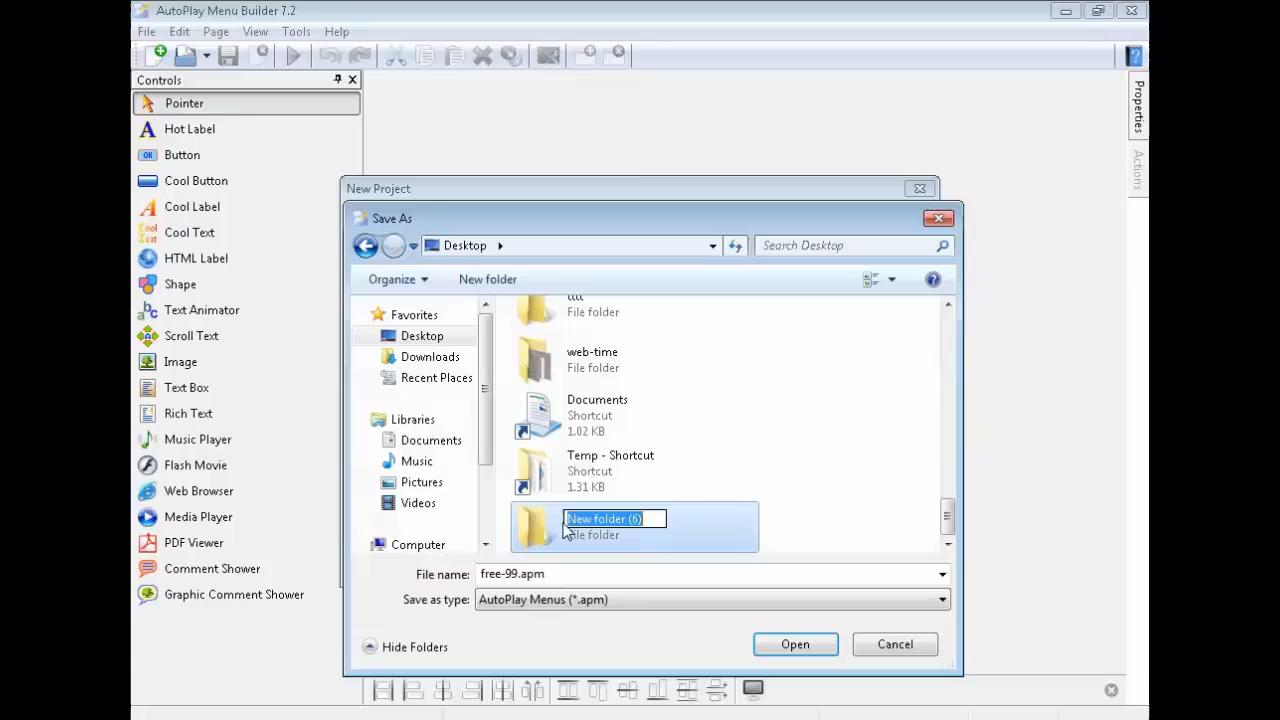 AutoPlay Menu Builder 7.2
File Edit Page View Tools Help
Controls
Pointer
Hot Label
Button
Cool Button
Cool Label
Cool Text
HTML Label
Shape
Text Animator
Scroll Text
Image
Text Box
Rich Text
Music Player
Flash Movie
Web Browser
Media Player
PDF Viewer
Comment Shower
Graphic Comment Shower
Properties
Actions
New Project
Save As
Desktop
Search Desktop
Organize
New folder
Favorites
Desktop
Downloads
Recent Places
Libraries
Documents
Music
Pictures
Videos
Computer
File folder
web-time
File folder
Documents
Shortcut
1.02 KB
Temp - Shortcut
Shortcut
1.31 KB
New folder (6)
File folder
File name: free-99.apm
Save as type: AutoPlay Menus (*.apm)
Hide Folders
Open
Cancel